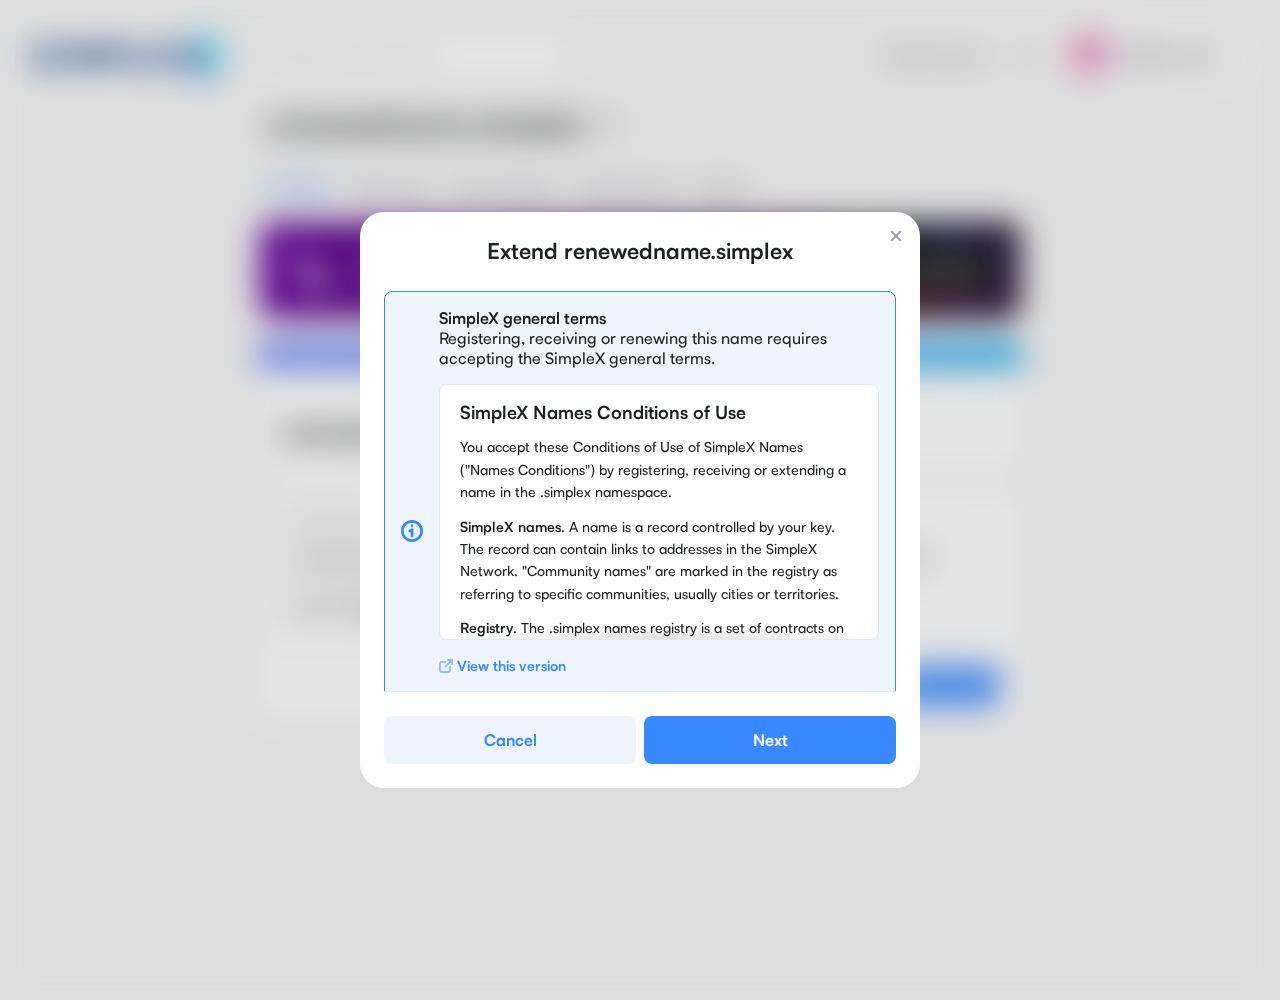 Extend renewedname.simplex
SimpleX general terms
Registering, receiving or renewing this name requires
accepting the SimpleX general terms.
SimpleX Names Conditions of Use
You accept these Conditions of Use of SimpleX Names
("Names Conditions") by registering, receiving or extending a
name in the .simplex namespace.
SimpleX names. A name is a record controlled by your key.
The record can contain links to addresses in the SimpleX
Network. "Community names" are marked in the registry as
referring to specific communities, usually cities or territories.
Registry. The .simplex names registry is a set of contracts on
View this version
Cancel
Next